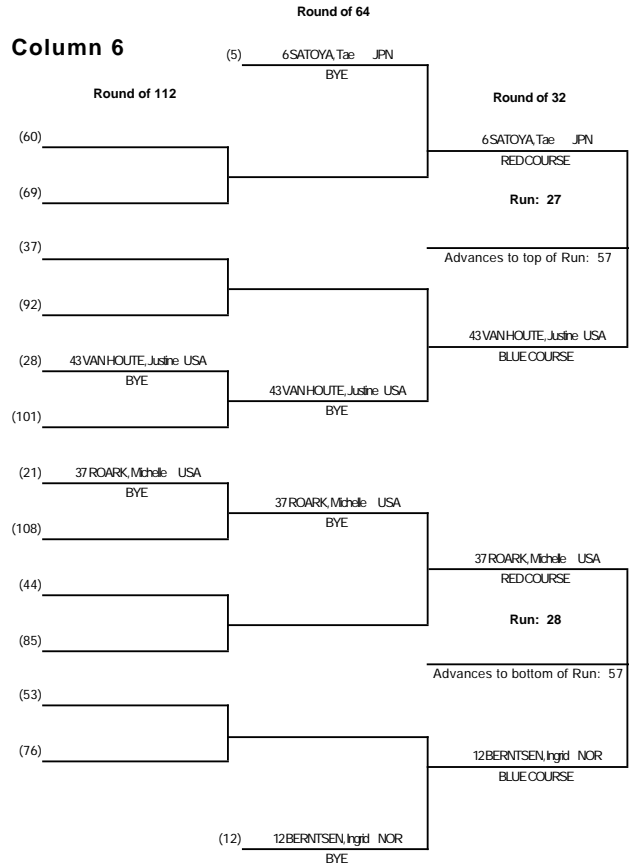 Round of 64
Column 6
(5) 6 SATOYA, Tae JPN
BYE
Round of 112
Round of 32
(60)
6 SATOYA, Tae JPN
RED COURSE
(69)
Run: 27
(37)
Advances to top of Run: 57
(92)
43 VAN HOUTE, Justine USA
BLUE COURSE
(28) 43 VAN HOUTE, Justine USA
BYE
43 VAN HOUTE, Justine USA
BYE
(101)
(21) 37 ROARK, Michelle USA
BYE
37 ROARK, Michelle USA
BYE
(108)
37 ROARK, Michelle USA
RED COURSE
(44)
Run: 28
(85)
Advances to bottom of Run: 57
(53)
(76)
12 BERNTSEN, Ingrid NOR
BLUE COURSE
(12) 12 BERNTSEN, Ingrid NOR
BYE